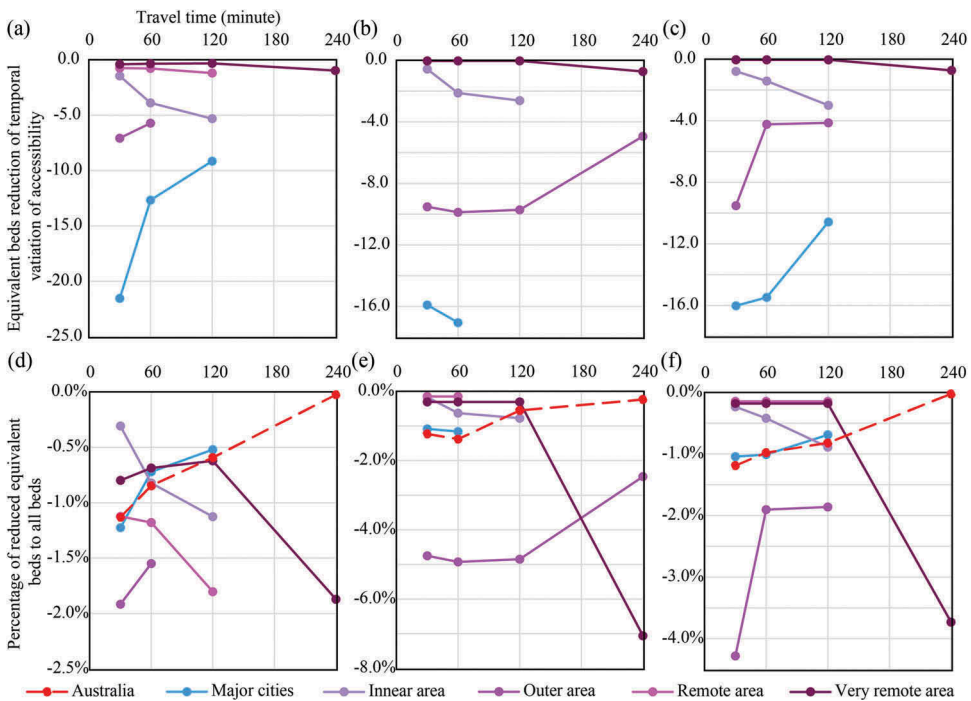 Travel time (minute)
(a) (b) (c)
0 60 120 180 240
0 60 120 180 240
0 60 120 180 240
Equivalent beds reduction of temporal
vatiation of accessibility
0.0
-5.0
-10.0
-15.0
-20.0
-25.0
0.0
-4.0
-8.0
-12.0
-16.0
0.0
-4.0
-8.0
-12.0
-16.0
(d) (e) (f)
0 60 120 180 240
0 60 120 180 240
0 60 120 180 240
Percentage of reduced equivalent
beds to all beds
0.0%
-0.5%
-1.0%
-1.5%
-2.0%
-2.5%
0.0%
-2.0%
-4.0%
-6.0%
-8.0%
0.0%
-1.0%
-2.0%
-3.0%
-4.0%
Australia Major cities Innear area Outer area Remote area Very remote area